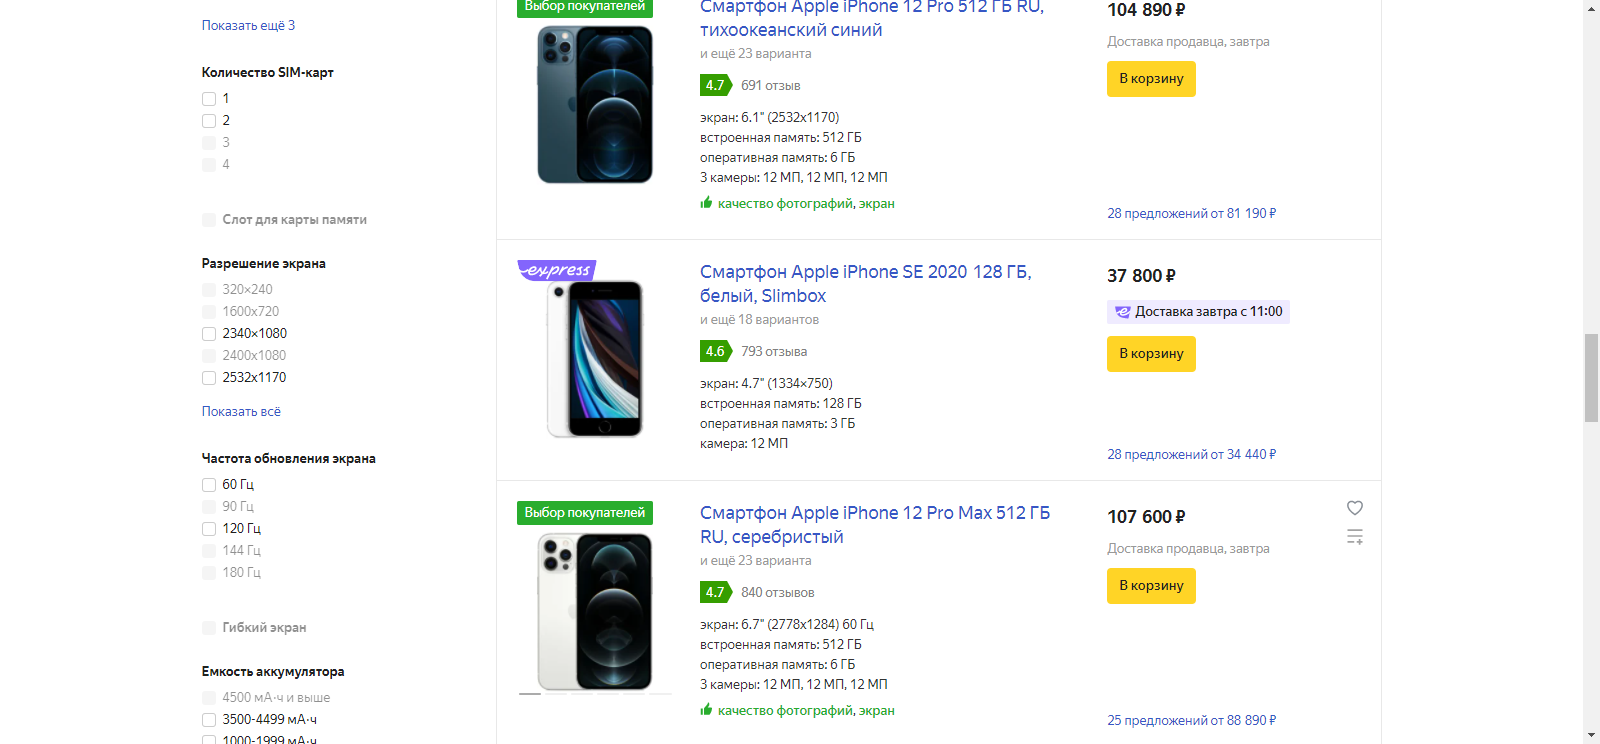 Показать ещё 3
Количество SIM-карт
1
2
3
4
Слот для карты памяти
Разрешение экрана
320×240
1600x720
2340×1080
2400x1080
2532x1170
Показать всё
Частота обновления экрана
60 Гц
90 Гц
120 Гц
144 Гц
180 Гц
Гибкий экран
Емкость аккумулятора
4500 мА·ч и выше
3500-4499 мА·ч
1000-1999 мА·ч
Выбор покупателей
Смартфон Apple iPhone 12 Pro 512 ГБ RU,
тихоокеанский синий
и ещё 23 варианта
4.7 691 отзыв
экран: 6.1" (2532x1170)
встроенная память: 512 ГБ
оперативная память: 6 ГБ
3 камеры: 12 МП, 12 МП, 12 МП
качество фотографий, экран
104 890 ₽
Доставка продавца, завтра
В корзину
28 предложений от 81 190 ₽
express
Смартфон Apple iPhone SE 2020 128 ГБ,
белый, Slimbox
и ещё 18 вариантов
4.6 793 отзыва
экран: 4.7" (1334×750)
встроенная память: 128 ГБ
оперативная память: 3 ГБ
камера: 12 МП
37 800 ₽
Доставка завтра с 11:00
В корзину
28 предложений от 34 440 ₽
Выбор покупателей
Смартфон Apple iPhone 12 Pro Max 512 ГБ
RU, серебристый
и ещё 23 варианта
4.7 840 отзывов
экран: 6.7" (2778x1284) 60 Гц
встроенная память: 512 ГБ
оперативная память: 6 ГБ
3 камеры: 12 МП, 12 МП, 12 МП
качество фотографий, экран
107 600 ₽
Доставка продавца, завтра
В корзину
25 предложений от 88 890 ₽